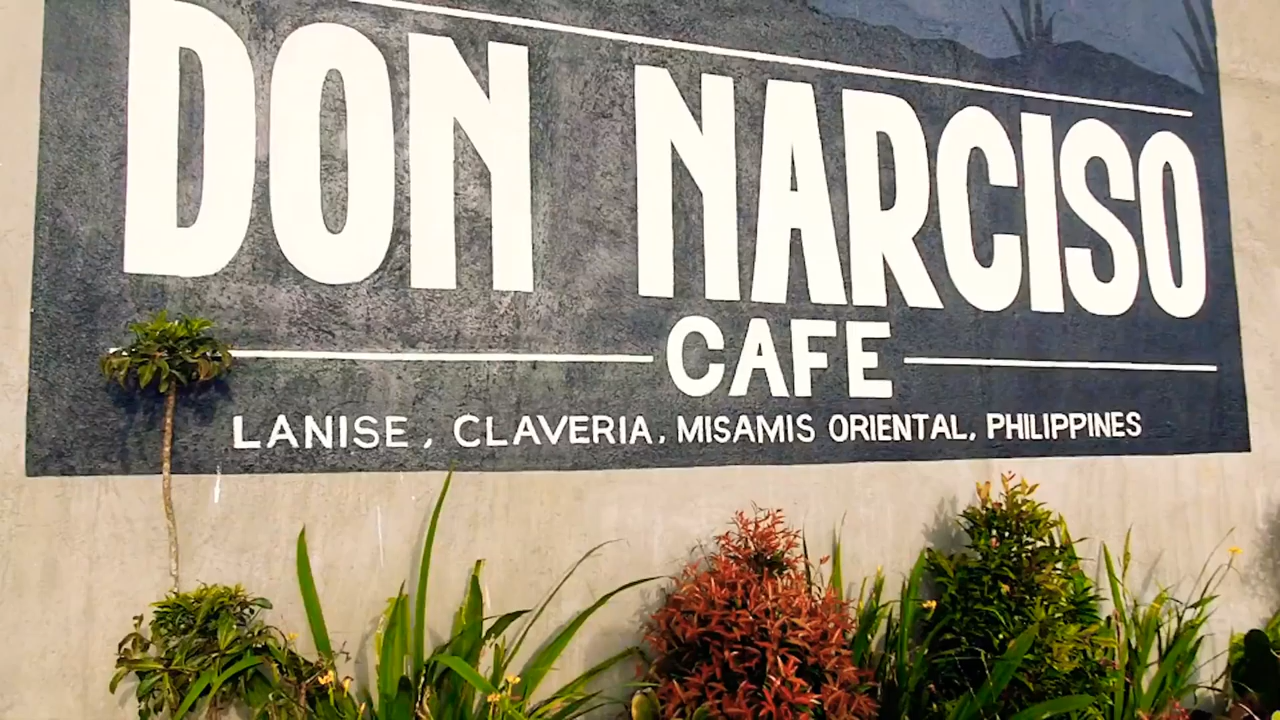 DON NARCISO
CAFE
LANISE, CLAVERIA, MISAMIS ORIENTAL, PHILIPPINES